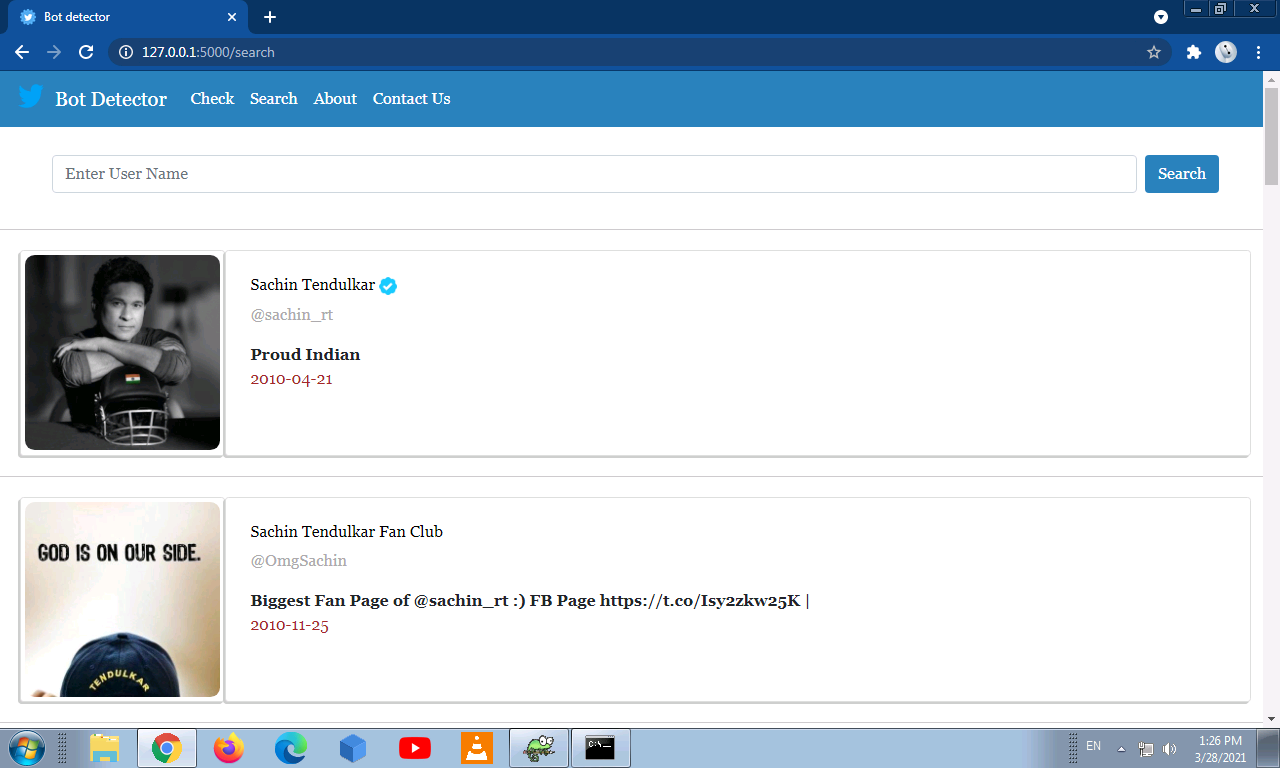 Bot detector
127.0.0.1:5000/search
Bot Detector Check Search About Contact Us
Enter User Name Search
Sachin Tendulkar
@sachin_rt
Proud Indian
2010-04-21
GOD IS ON OUR SIDE.
TENDULKAR
Sachin Tendulkar Fan Club
@OmgSachin
Biggest Fan Page of @sachin_rt :) FB Page https://t.co/Isy2zkw25K |
2010-11-25
C:\_
EN
1:26 PM
3/28/2021